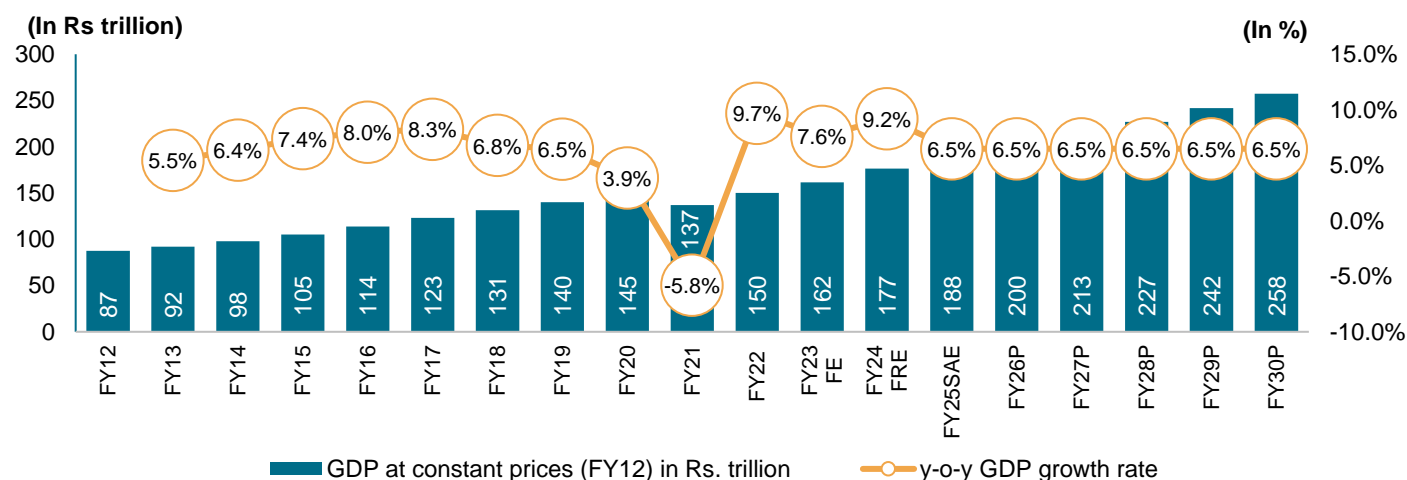 (In Rs trillion)
(In %)
300
250
200
150
100
50
0
15.0%
10.0%
5.0%
0.0%
-5.0%
-10.0%
5.5%
6.4%
7.4%
8.0%
8.3%
6.8%
6.5%
3.9%
-5.8%
9.7%
7.6%
9.2%
6.5%
6.5%
6.5%
6.5%
6.5%
6.5%
87
92
98
105
114
123
131
140
145
137
150
162
177
188
200
213
227
242
258
FY12
FY13
FY14
FY15
FY16
FY17
FY18
FY19
FY20
FY21
FY22
FY23
FE
FY24
FRE
FY25SAE
FY26P
FY27P
FY28P
FY29P
FY30P
GDP at constant prices (FY12) in Rs. trillion
y-o-y GDP growth rate